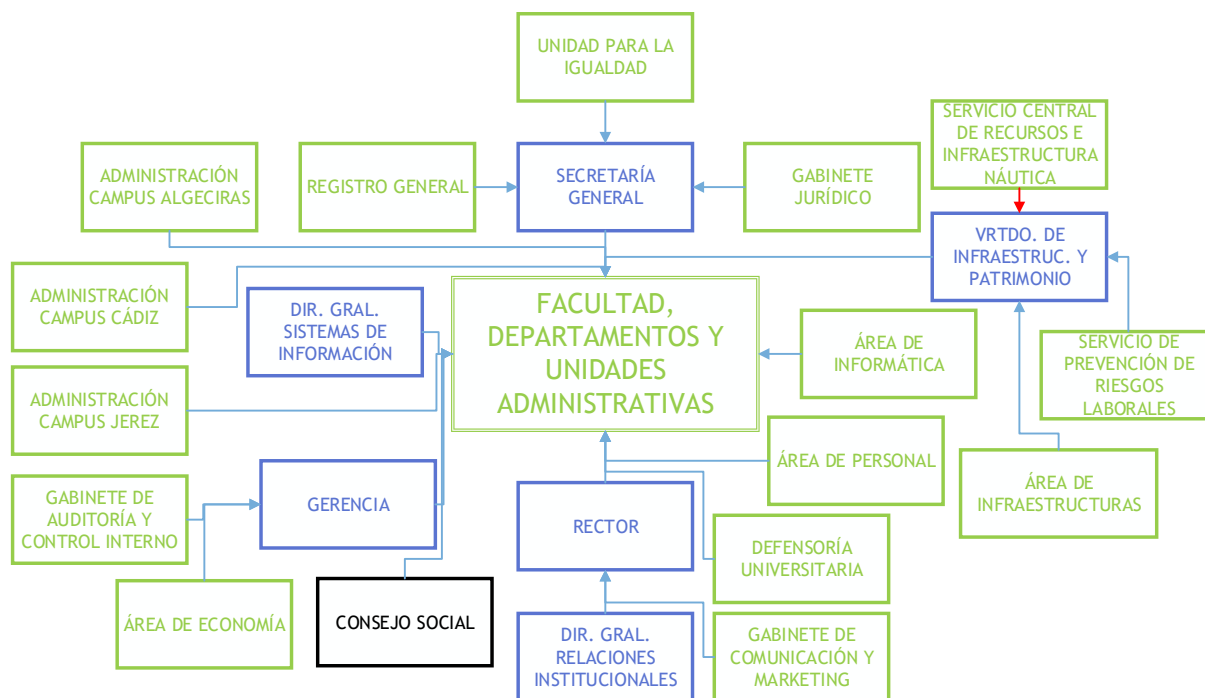 UNIDAD PARA LA
IGUALDAD
SERVICIO CENTRAL
DE RECURSOS E
INFRAESTRUCTURA
NÁUTICA
ADMINISTRACIÓN
CAMPUS ALGECIRAS
REGISTRO GENERAL
SECRETARÍA
GENERAL
GABINETE
JURÍDICO
VRTDO. DE
INFRAESTRUC. Y
PATRIMONIO
ADMINISTRACIÓN
CAMPUS CÁDIZ
DIR. GRAL.
SISTEMAS DE
INFORMACIÓN
FACULTAD,
DEPARTAMENTOS Y
UNIDADES
ADMINISTRATIVAS
ÁREA DE
INFORMÁTICA
SERVICIO DE
PREVENCIÓN DE
RIESGOS
LABORALES
ADMINISTRACIÓN
CAMPUS JEREZ
ÁREA DE PERSONAL
ÁREA DE
INFRAESTRUCTURAS
GABINETE DE
AUDITORÍA Y
CONTROL INTERNO
GERENCIA
RECTOR
DEFENSORÍA
UNIVERSITARIA
ÁREA DE ECONOMÍA
CONSEJO SOCIAL
DIR. GRAL.
RELACIONES
INSTITUCIONALES
GABINETE DE
COMUNICACIÓN Y
MARKETING